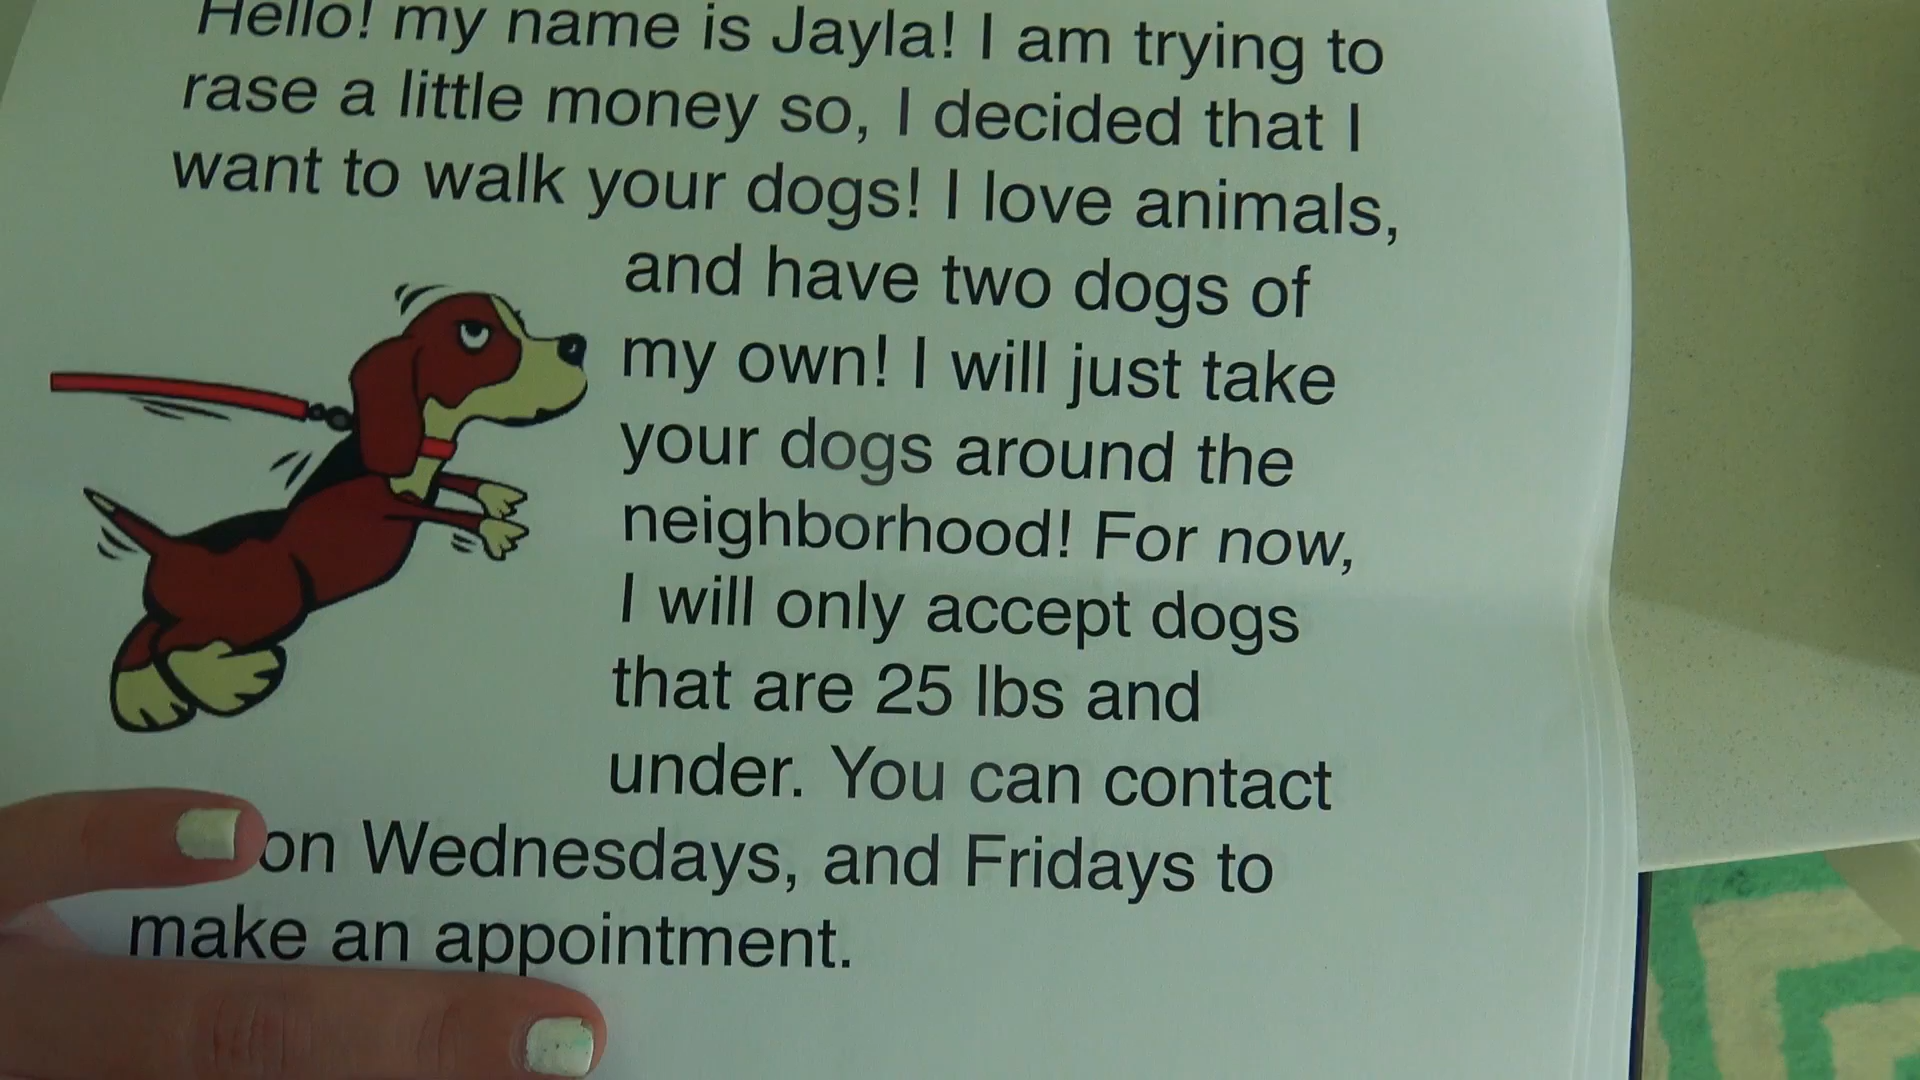 Hello! my name is Jayla! I am trying to
rase a little money so, I decided that I
want to walk your dogs! I love animals,
and have two dogs of
my own! I will just take
your dogs around the
neighborhood! For now,
I will only accept dogs
that are 25 lbs and
under. You can contact
on Wednesdays, and Fridays to
make an appointment.